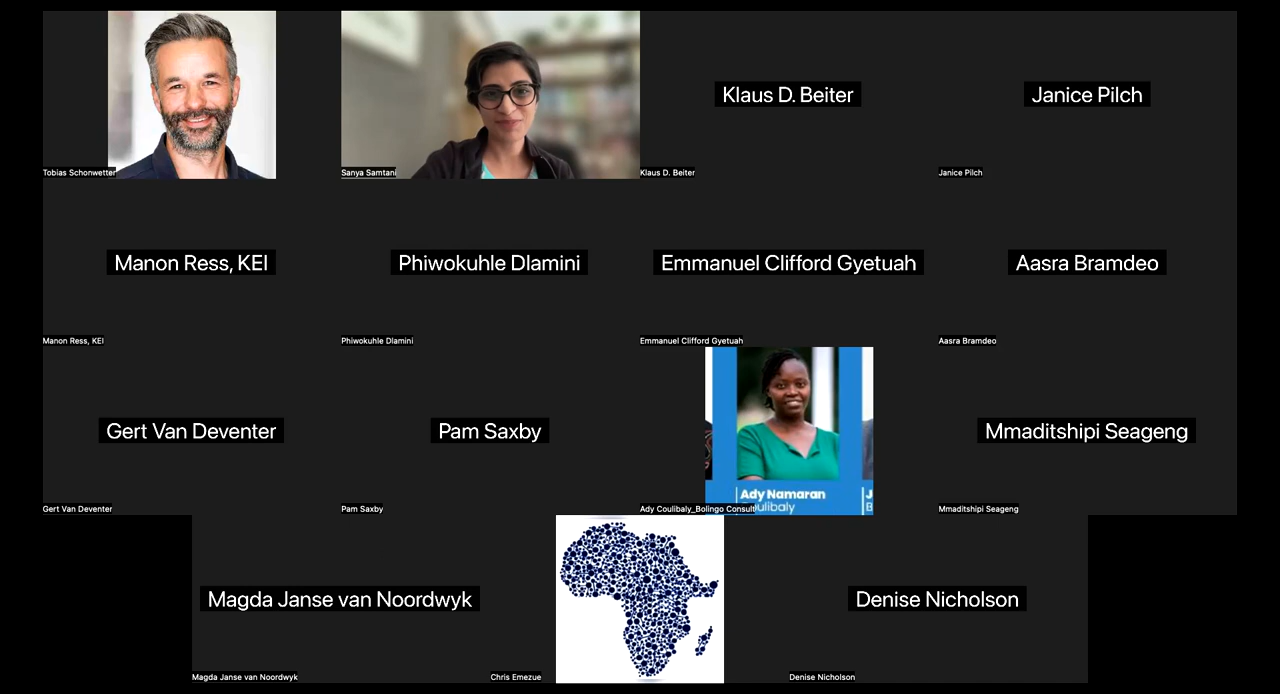 Klaus D. Beiter
Janice Pilch
Tobias Schonwetter
Sanya Samtani
Klaus D. Beiter
Janice Pilch
Manon Ress, KEI
Phiwokuhle Dlamini
Emmanuel Clifford Gyetuah
Aasra Bramdeo
Manon Ress, KEI
Phiwokuhle Dlamini
Emmanuel Clifford Gyetuah
Aasra Bramdeo
Gert Van Deventer
Pam Saxby
Mmaditshipi Seageng
Ady Namaran
Coulibaly
J
B
Gert Van Deventer
Pam Saxby
Ady Coulibaly_Bolingo Consult
Mmaditshipi Seageng
Magda Janse van Noordwyk
Denise Nicholson
Magda Janse van Noordwyk
Chris Emezue
Denise Nicholson